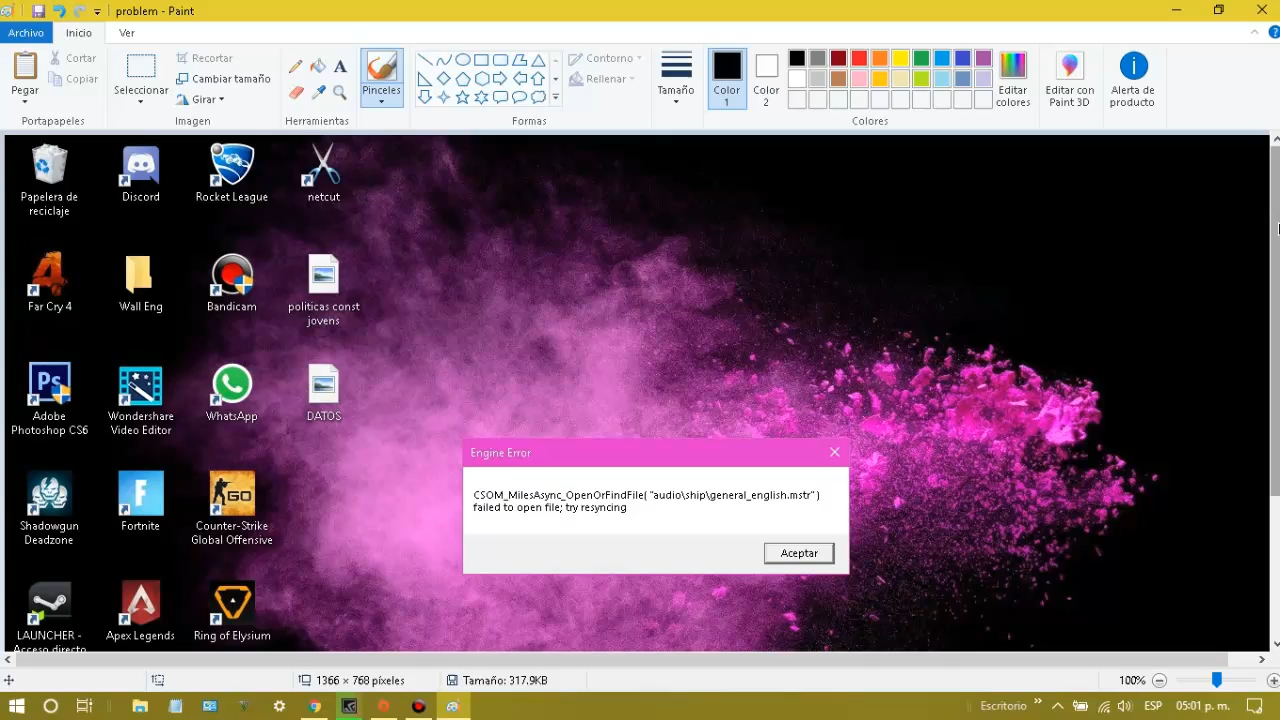 problem - Paint
Archivo
Inicio
Ver
Pegar
Cortar
Copiar
Portapapeles
Seleccionar
Recortar
Cambiar tamaño
Girar
Imagen
A
Herramientas
Pinceles
Contorno
Rellenar
Formas
Tamaño
Color
1
Color
2
Editar
colores
Colores
Editar con
Paint 3D
Alerta de
producto
Papelera de
reciclaje
Discord
Rocket League
netcut
Far Cry 4
Wall Eng
Bandicam
politicas const
jovens
Ps
Adobe
Photoshop CS6
Wondershare
Video Editor
WhatsApp
DATOS
Engine Error
CSOM_MilesAsync_OpenOrFindFile( "audio\ship\general_english.mstr" )
failed to open file; try resyncing
Aceptar
Shadowgun
Deadzone
F
Fortnite
GO
Counter-Strike
Global Offensive
LAUNCHER -
Acceso directo
Apex Legends
Ring of Elysium
1366 × 768 píxeles
Tamaño: 317.9KB
100%
Escritorio
ESP
05:01 p. m.